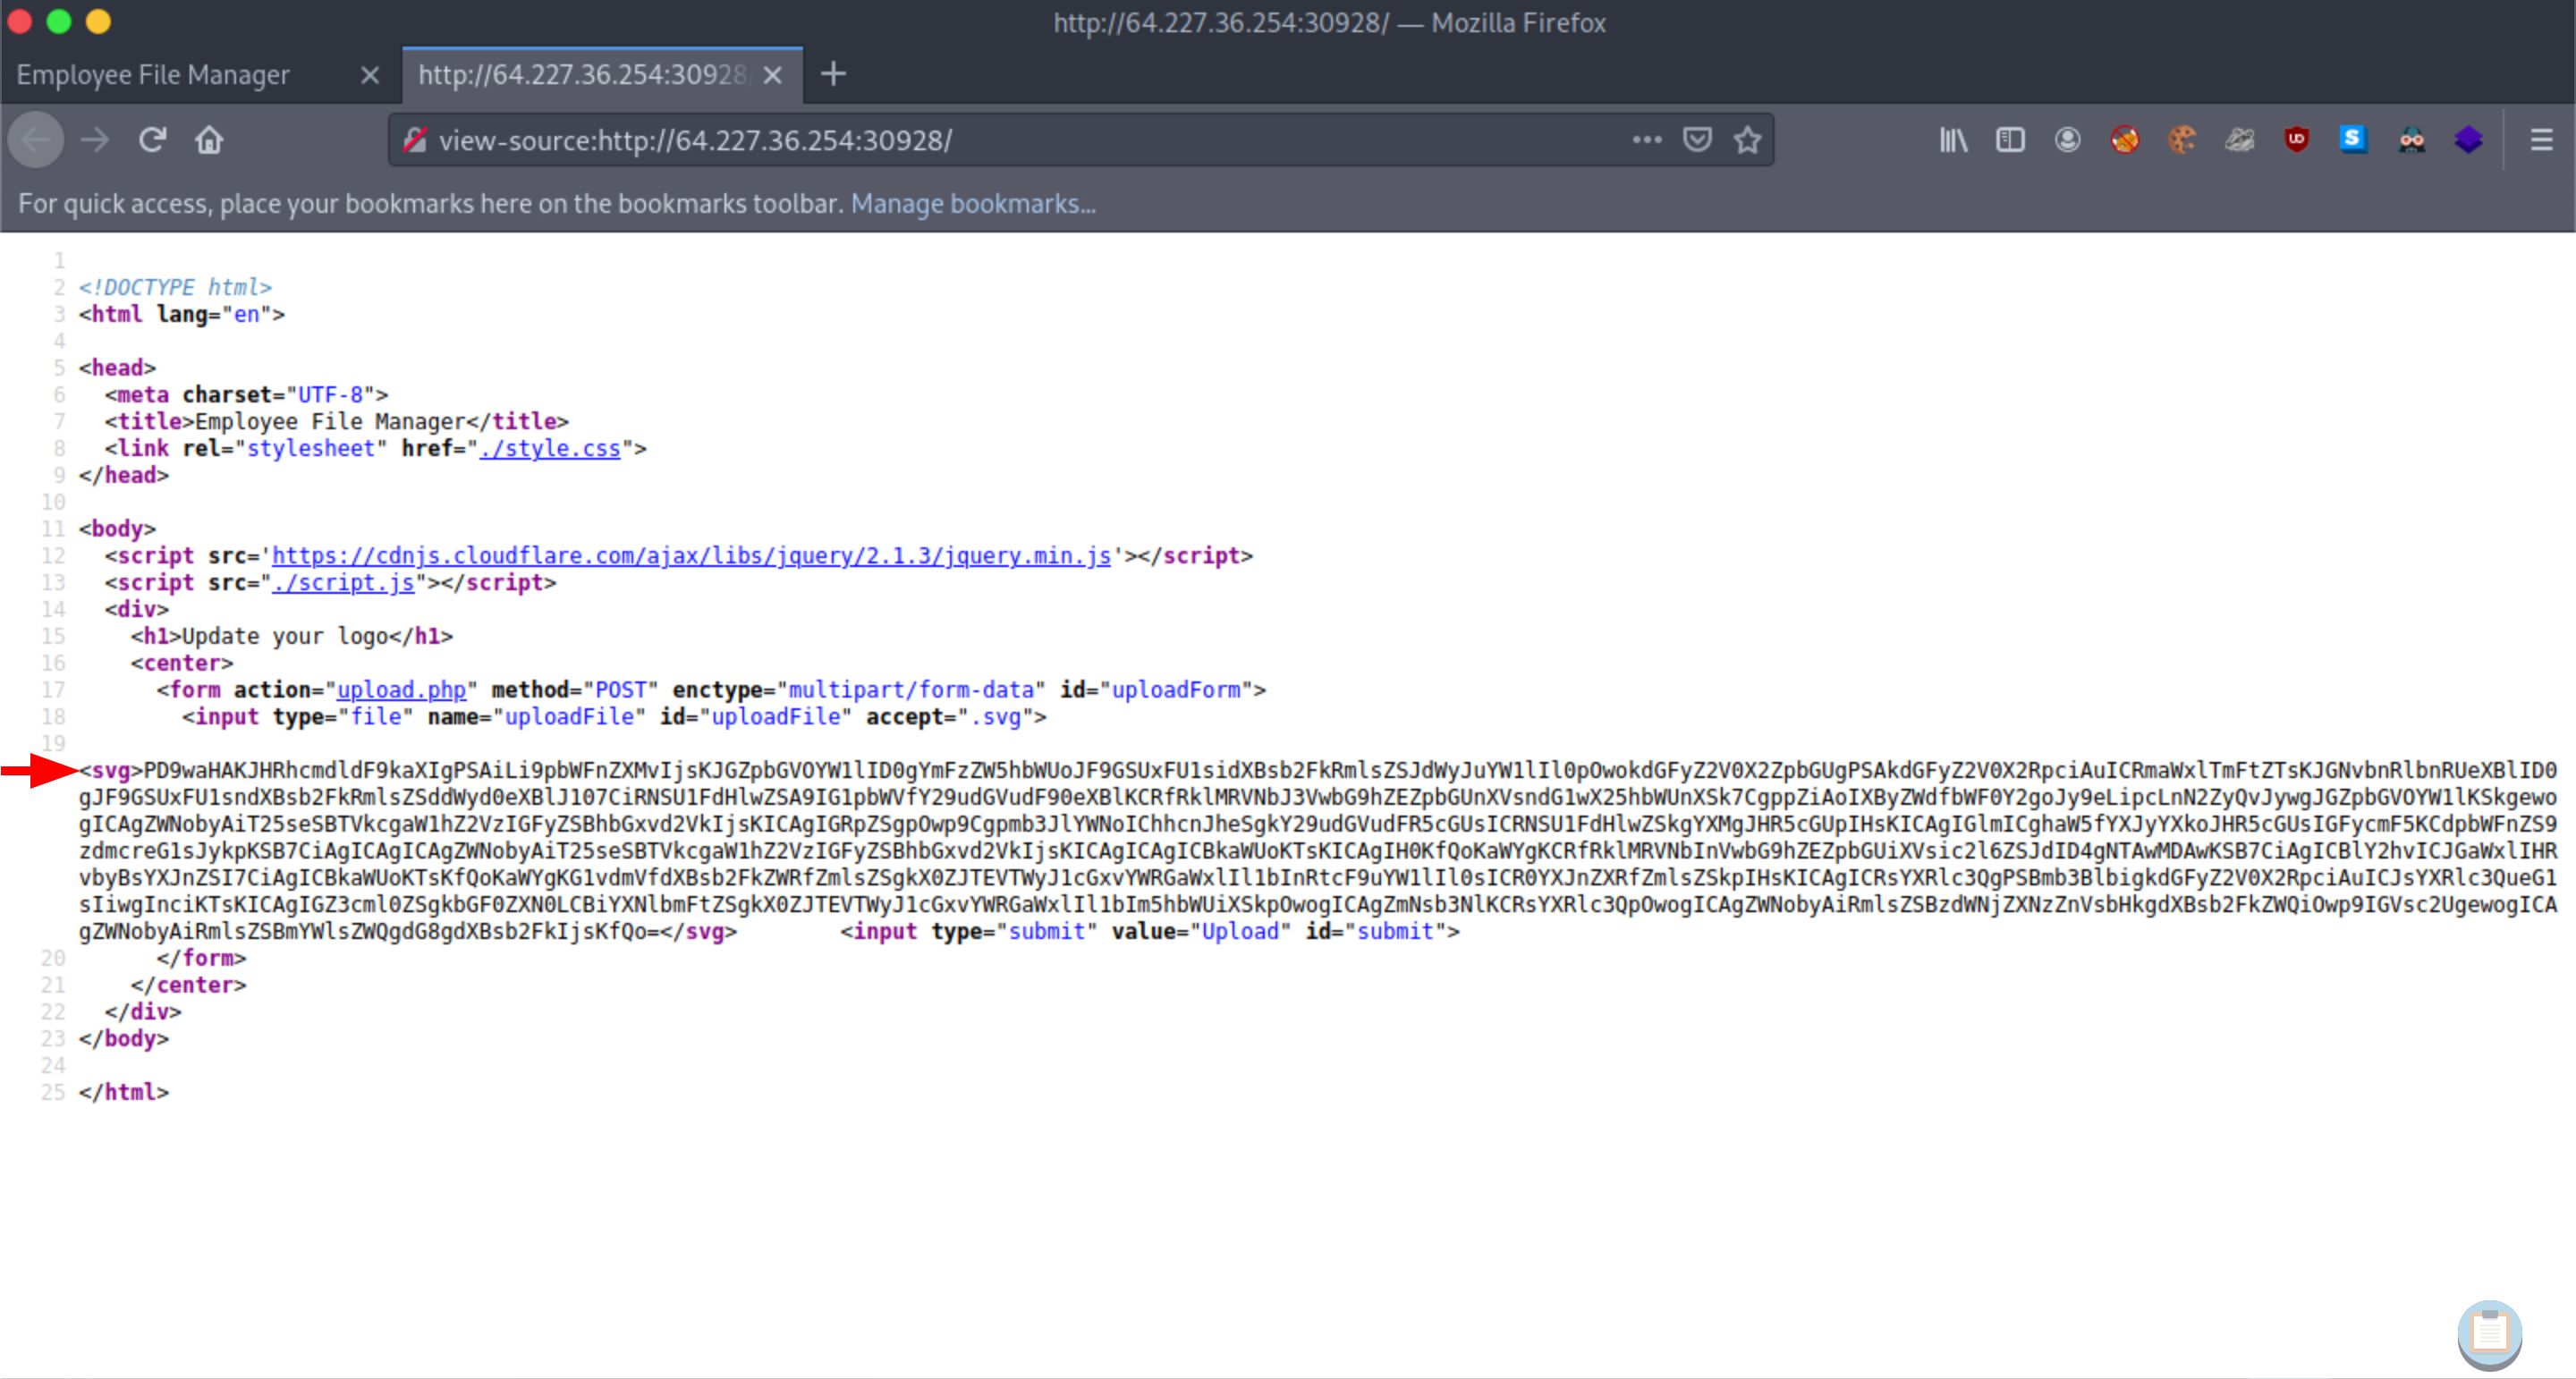 http://64.227.36.254:30928/ — Mozilla Firefox
Employee File Manager
http://64.227.36.254:30928
view-source:http://64.227.36.254:30928/
For quick access, place your bookmarks here on the bookmarks toolbar. Manage bookmarks...
1
2 <!DOCTYPE html>
3 <html lang="en">
4
5 <head>
6 <meta charset="UTF-8">
7 <title>Employee File Manager</title>
8 <link rel="stylesheet" href="./style.css">
9 </head>
10
11 <body>
12 <script src='https://cdnjs.cloudflare.com/ajax/libs/jquery/2.1.3/jquery.min.js'></script>
13 <script src="./script.js"></script>
14 <div>
15 <h1>Update your logo</h1>
16 <center>
17 <form action="upload.php" method="POST" enctype="multipart/form-data" id="uploadForm">
18 <input type="file" name="uploadFile" id="uploadFile" accept=".svg">
19
<svg>PD9waHAKJHRhcmdldF9kaXIgPSAiLi9pbWFnZXMvIjsKJGZpbGVOYW1lID0gYmFzZW5hbWUoJF9GSUxFU1sidXBsb2FkRmlsZSJdWyJuYW1lIl0pOwokdGFyZ2V0X2ZpbGUgPSAkdGFyZ2V0X2RpciAuICRmaWxlTmFtZTsKJGNvbnRlbnRUeXBlID0
gJF9GSUxFU1sndXBsb2FkRmlsZSddWyd0eXBlJ107CiRNSU1FdHlwZSA9IG1pbWVfY29udGVudF90eXBlKCRfRklMRVNbJ3VwbG9hZEZpbGUnXVsndG1wX25hbWUnXSk7CgppZiAoIXByZWdfbWF0Y2goJy9eLipcLnN2ZyQvJywgJGZpbGVOYW1lKSkgewo
gICAgZWNobyAiT25seSBTVkcgaW1hZ2VzIGFyZSBhbGxvd2VkIjsKICAgIGRpZSgpOwp9Cgpmb3JlYWNoIChhcnJheSgkY29udGVudFR5cGUsICRNSU1FdHlwZSkgYXMgJHR5cGUpIHsKICAgIGlmICghaW5fYXJyYXkoJHR5cGUsIGFycmF5KCdpbWFnZS9
zdmcreG1sJykpKSB7CiAgICAgICAgZWNobyAiT25seSBTVkcgaW1hZ2VzIGFyZSBhbGxvd2VkIjsKICAgICAgICBkaWUoKTsKICAgIH0KfQoKaWYgKCRfRklMRVNbInVwbG9hZEZpbGUiXVsic2l6ZSJdID4gNTAwMDAwKSB7CiAgICBlY2hvICJGaWxlIHR
vbyBsYXJnZSI7CiAgICBkaWUoKTsKfQoKaWYgKG1vdmVfdXBsb2FkZWRfZmlsZSgkX0ZJTEVTWyJ1cGxvYWRGaWxlIl1bInRtcF9uYW1lIl0sICR0YXJnZXRfZmlsZSkpIHsKICAgICRsYXRlc3QgPSBmb3BlbigkdGFyZ2V0X2RpciAuICJsYXRlc3QueG1
sIiwgInciKTsKICAgIGZ3cml0ZSgkbGF0ZXN0LCBiYXNlbmFtZSgkX0ZJTEVTWyJ1cGxvYWRGaWxlIl1bIm5hbWUiXSkpOwogICAgZmNsb3NlKCRsYXRlc3QpOwogICAgZWNobyAiRmlsZSBzdWNjZXNzZnVsbHkgdXBsb2FkZWQiOwp9IGVsc2UgewogICA
gZWNobyAiRmlsZSBmYWlsZWQgdG8gdXBsb2FkIjsKfQo=</svg> <input type="submit" value="Upload" id="submit">
20 </form>
21 </center>
22 </div>
23 </body>
24
25 </html>